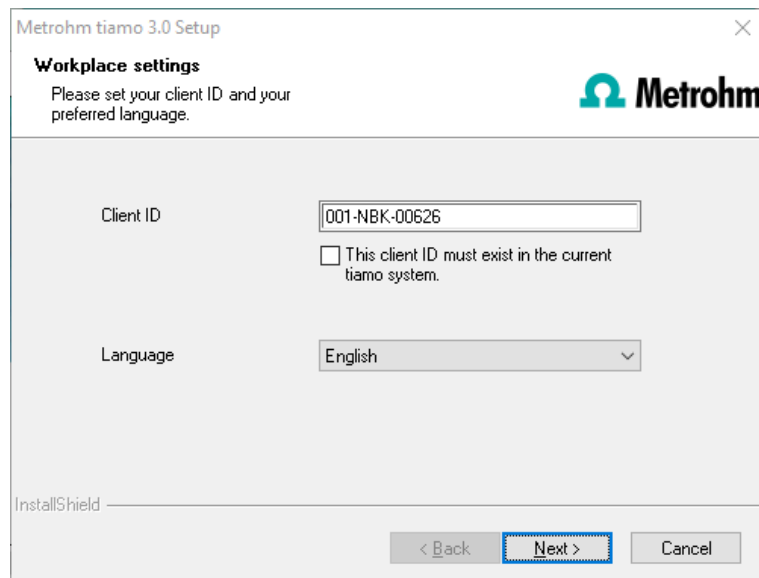 Metrohm tiamo 3.0 Setup
Workplace settings
Please set your client ID and your
preferred language.
Metrohm
Client ID
001-NBK-00626
This client ID must exist in the current
tiamo system.
Language
English
InstallShield
< Back
Next >
Cancel